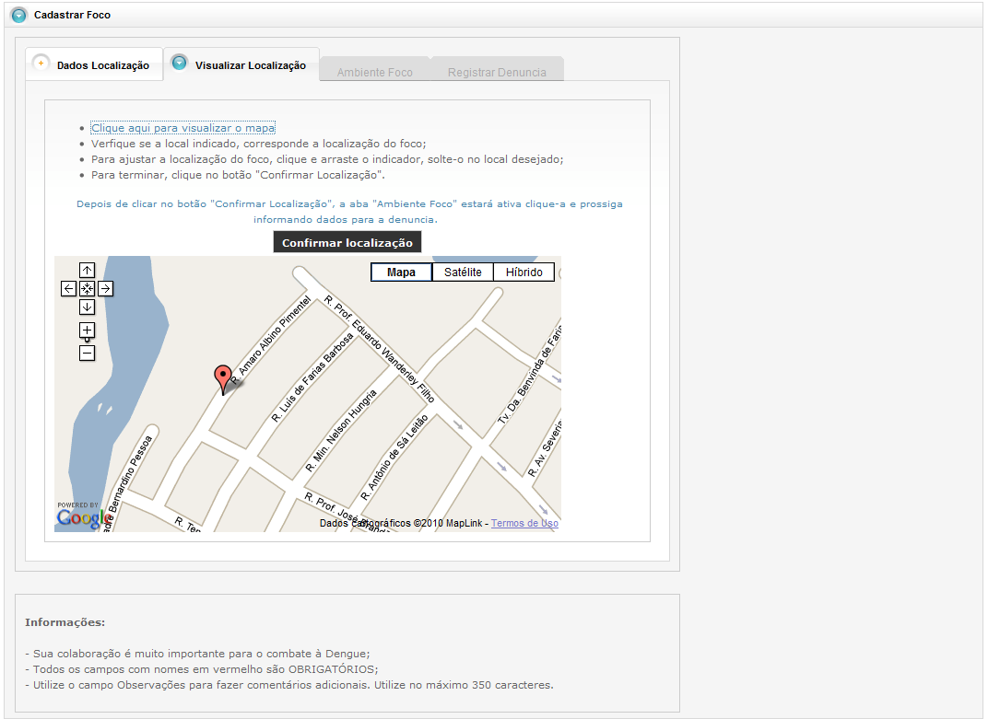 Cadastrar Foco
Dados Localização
Visualizar Localização
Ambiente Foco
Registrar Denuncia
Clique aqui para visualizar o mapa
Verfique se a local indicado, corresponde a localização do foco;
Para ajustar a localização do foco, clique e arraste o indicador, solte-o no local desejado;
Para terminar, clique no botão "Confirmar Localização".
Depois de clicar no botão "Confirmar Localização", a aba "Ambiente Foco" estará ativa clique-a e prossiga
informando dados para a denuncia.
Confirmar localização
Mapa
Satélite
Híbrido
R. Amaro Albino Pimentel
R. Prof. Eduardo Wanderley Filho
R. Luís de Farias Barbosa
R. Min. Nelson Hungria
R. Antônio de Sá Leitão
Tv. Da. Benvinda de Faria
R. Av. Severia
Bernardino Pessoa
R. Prof. José
R. Ter
POWERED BY
Google
Dados cartográficos ©2010 MapLink - Termos de Uso
Informações:
- Sua colaboração é muito importante para o combate à Dengue;
- Todos os campos com nomes em vermelho são OBRIGATÓRIOS;
- Utilize o campo Observações para fazer comentários adicionais. Utilize no máximo 350 caracteres.